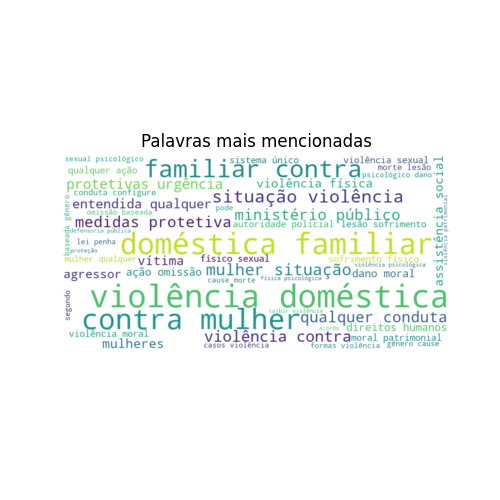 Palavras mais mencionadas
sexual psicológico
sistema único
violência sexual
familiar contra
morte lesão
qualquer ação
psicológico dano
protetivas urgência
violência física
conduta configure
situação violência
entendida qualquer
pode
omissão baseada
ministério público
medidas protetiva
autoridade policial
lesão sofrimento
baseada gênero
defensoria pública
lei penha
doméstica familiar
assistência social
proteção
mulher qualquer
vítima
físico sexual
sofrimento físico
violência psicológica
agressor
ação omissão
mulher situação
dano moral
cause morte
física psicológica
violência doméstica
segundo
contra mulher
coibir violência
qualquer conduta
acordo
direitos humanos
violência moral
violência contra
moral patrimonial
mulheres
casos violência
formas violência
gênero cause